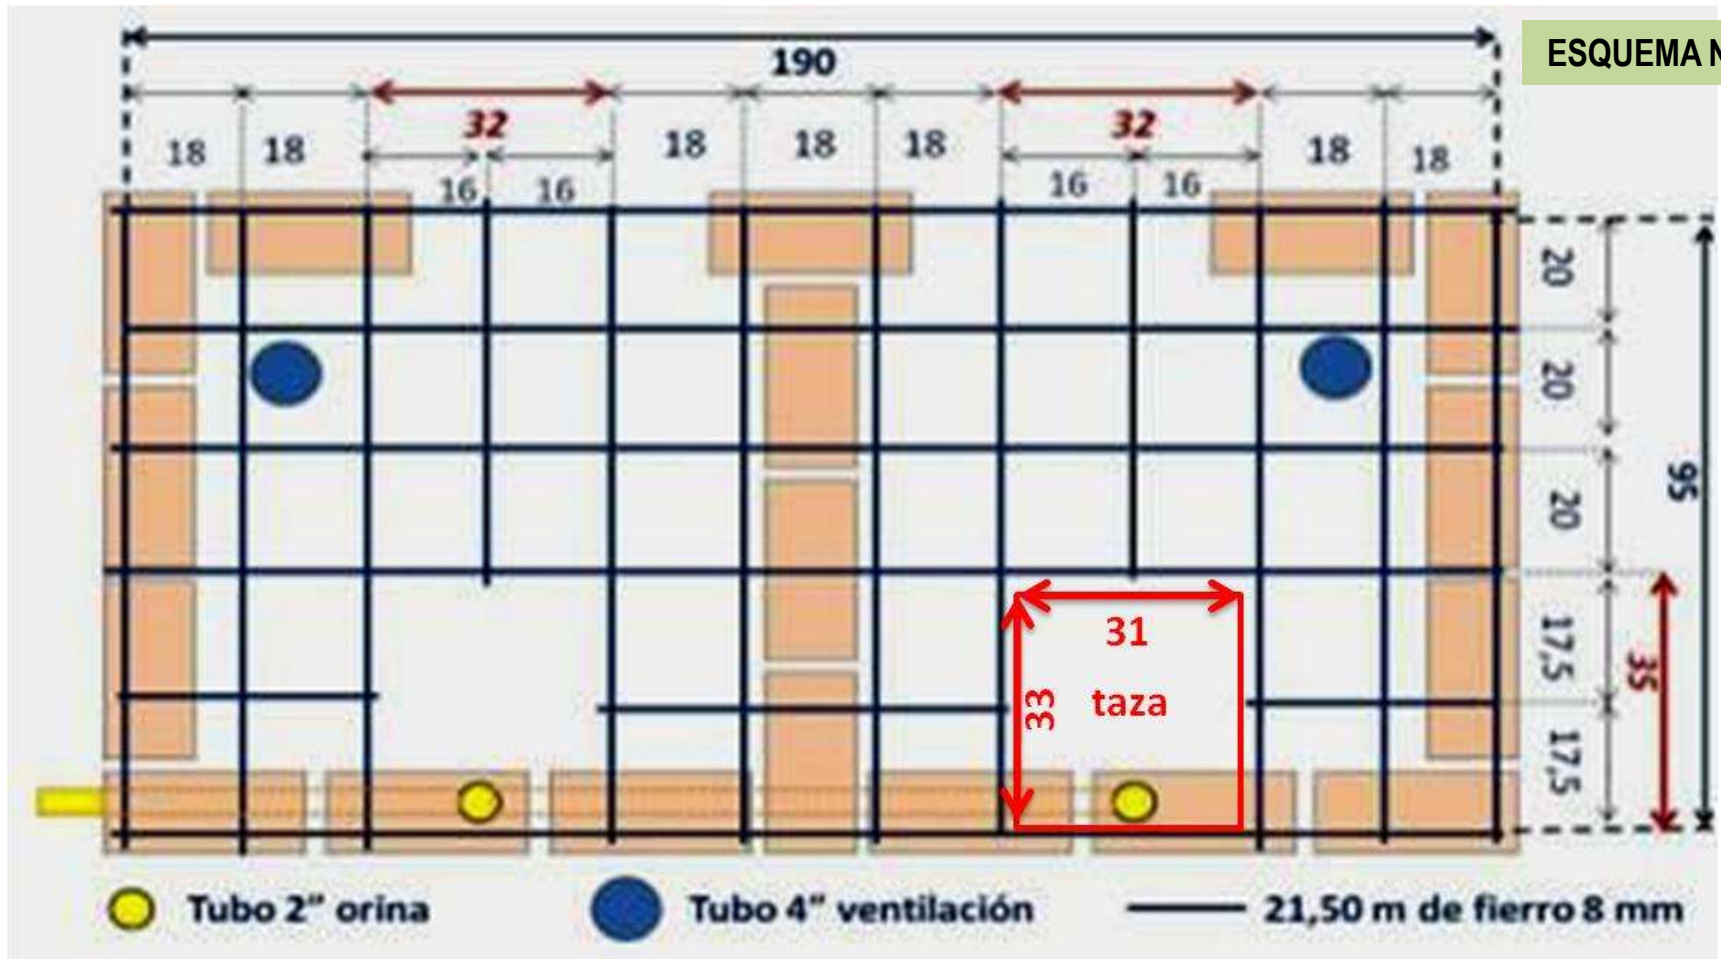 ESQUEMA N
190
32 32
18 18 18 18 18 18 18
16 16 16 16
20
20
20
95
17,5
35
17,5
31
33 taza
Tubo 2” orina Tubo 4” ventilación 21,50 m de fierro 8 mm